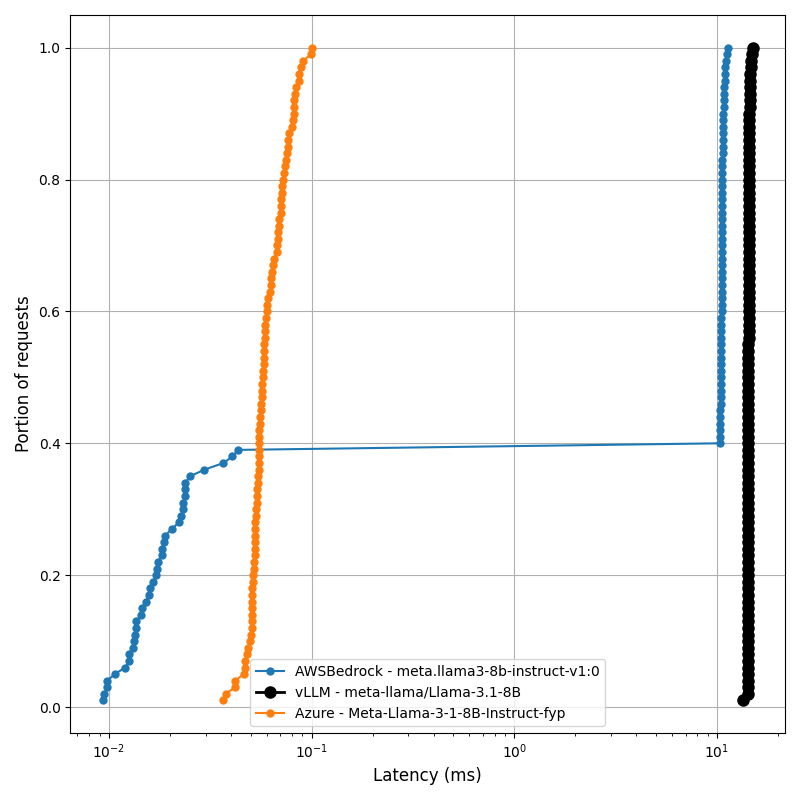 1.0
0.8
0.6
0.4
0.2
0.0
Portion of requests
AWSBedrock - meta.llama3-8b-instruct-v1:0
vLLM - meta-llama/Llama-3.1-8B
Azure - Meta-Llama-3-1-8B-Instruct-fyp
10⁻² 10⁻¹ 10⁰ 10¹
Latency (ms)